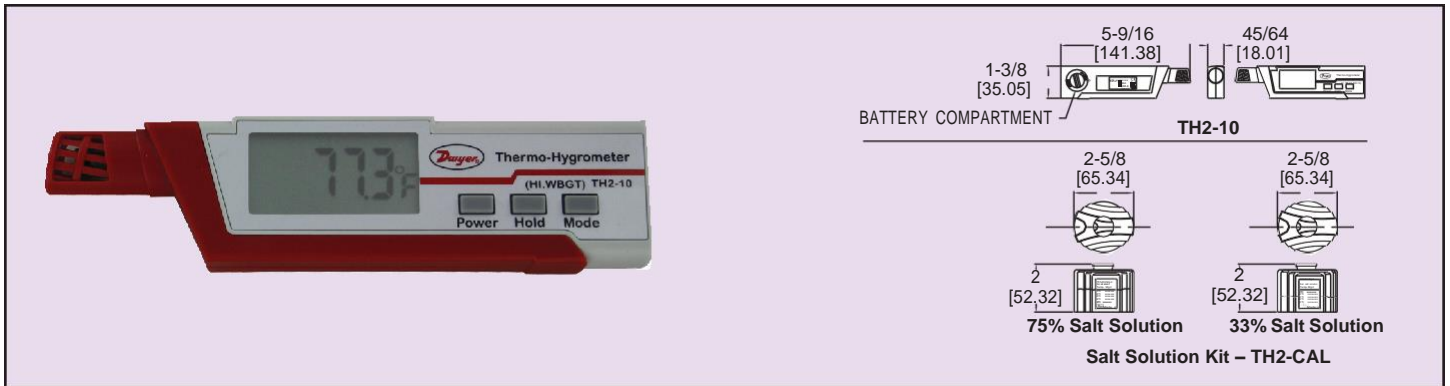 77.3°F
Dwyer
Thermo-Hygrometer
(HI.WBGT) TH2-10
Power Hold Mode
5-9/16
[141.38]
45/64
[18.01]
1-3/8
[35.05]
BATTERY COMPARTMENT
TH2-10
2-5/8
[65.34]
2-5/8
[65.34]
2
[52.32]
2
[52.32]
75% Salt Solution
33% Salt Solution
Salt Solution Kit – TH2-CAL